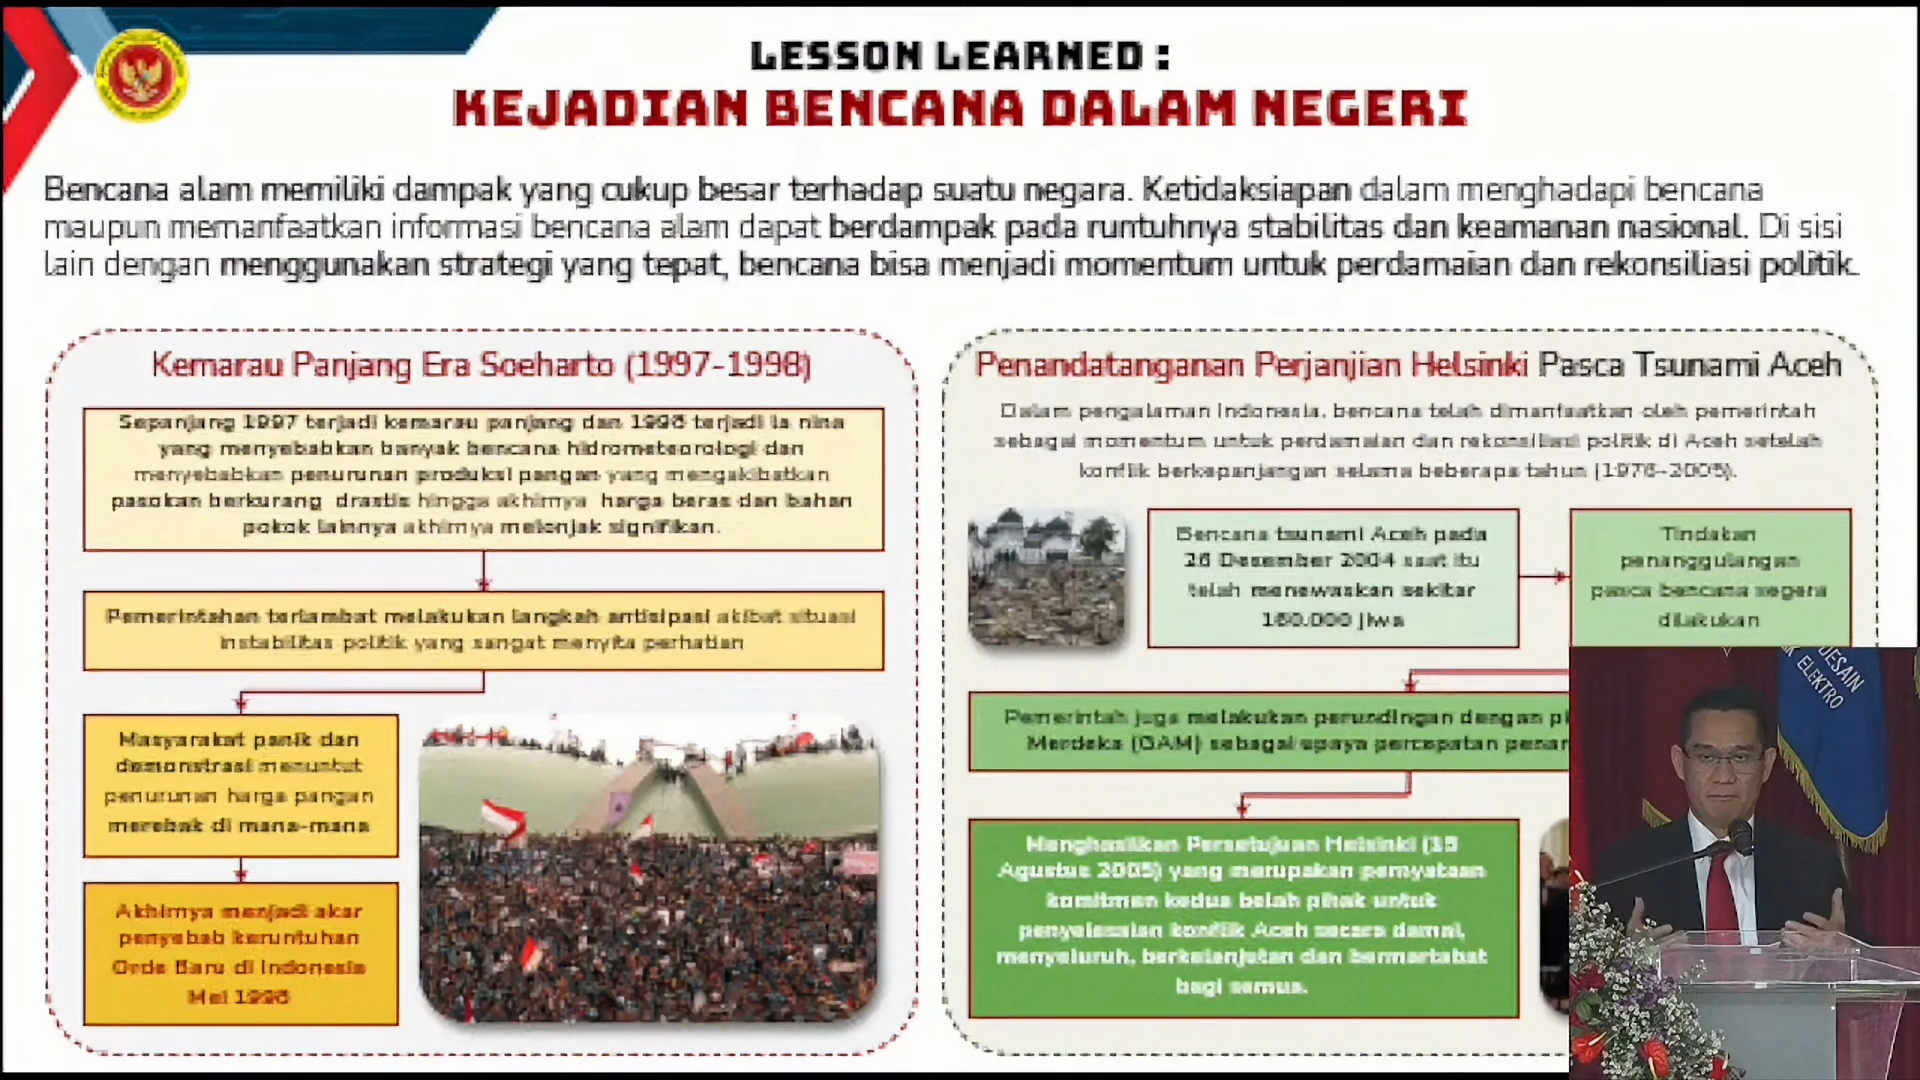 LESSON LEARNED :
KEJADIAN BENCANA DALAM NEGERI
Bencana alam memiliki dampak yang cukup besar terhadap suatu negara. Ketidaksiapan dalam menghadapi bencana
maupun memanfaatkan informasi bencana alam dapat berdampak pada runtuhnya stabilitas dan keamanan nasional. Di sisi
lain dengan menggunakan strategi yang tepat, bencana bisa menjadi momentum untuk perdamaian dan rekonsiliasi politik.
Kemarau Panjang Era Soeharto (1997-1998)
Sepanjang 1997 terjadi kemarau panjang dan 1998 terjadi la nina
yang menyebabkan banyak bencana hidrometeorologi dan
menyebabkan penurunan produksi pangan yang mengakibatkan
pasokan berkurang drastis hingga akhirnya harga beras dan bahan
pokok lainnya akhirnya melonjak signifikan.
Pemerintahan terlambat melakukan langkah antisipasi akibat situasi
instabilitas politik yang sangat menyita perhatian
Masyarakat panik dan
demonstrasi menuntut
penurunan harga pangan
merebak di mana-mana
Akhirnya menjadi akar
penyebab keruntuhan
Orde Baru di Indonesia
Mei 1998
Penandatanganan Perjanjian Helsinki Pasca Tsunami Aceh
Dalam pengalaman Indonesia, bencana telah dimanfaatkan oleh pemerintah
sebagai momentum untuk perdamaian dan rekonsiliasi politik di Aceh setelah
konflik berkepanjangan selama beberapa tahun (1976-2005).
Bencana tsunami Aceh pada
26 Desember 2004 saat itu
telah menewaskan sekitar
160.000 jiwa
Tindakan
penanggulangan
pasca bencana segera
dilakukan
Pemerintah juga melakukan perundingan dengan
Merdeka (GAM) sebagai upaya percepatan
Menghasilkan Persetujuan Helsinki (15
Agustus 2005) yang merupakan pernyataan
komitmen kedua belah pihak untuk
penyelesaian konflik Aceh secara damai,
menyeluruh, berkelanjutan dan bermartabat
bagi semua.
DESAIN
ELEKTRO